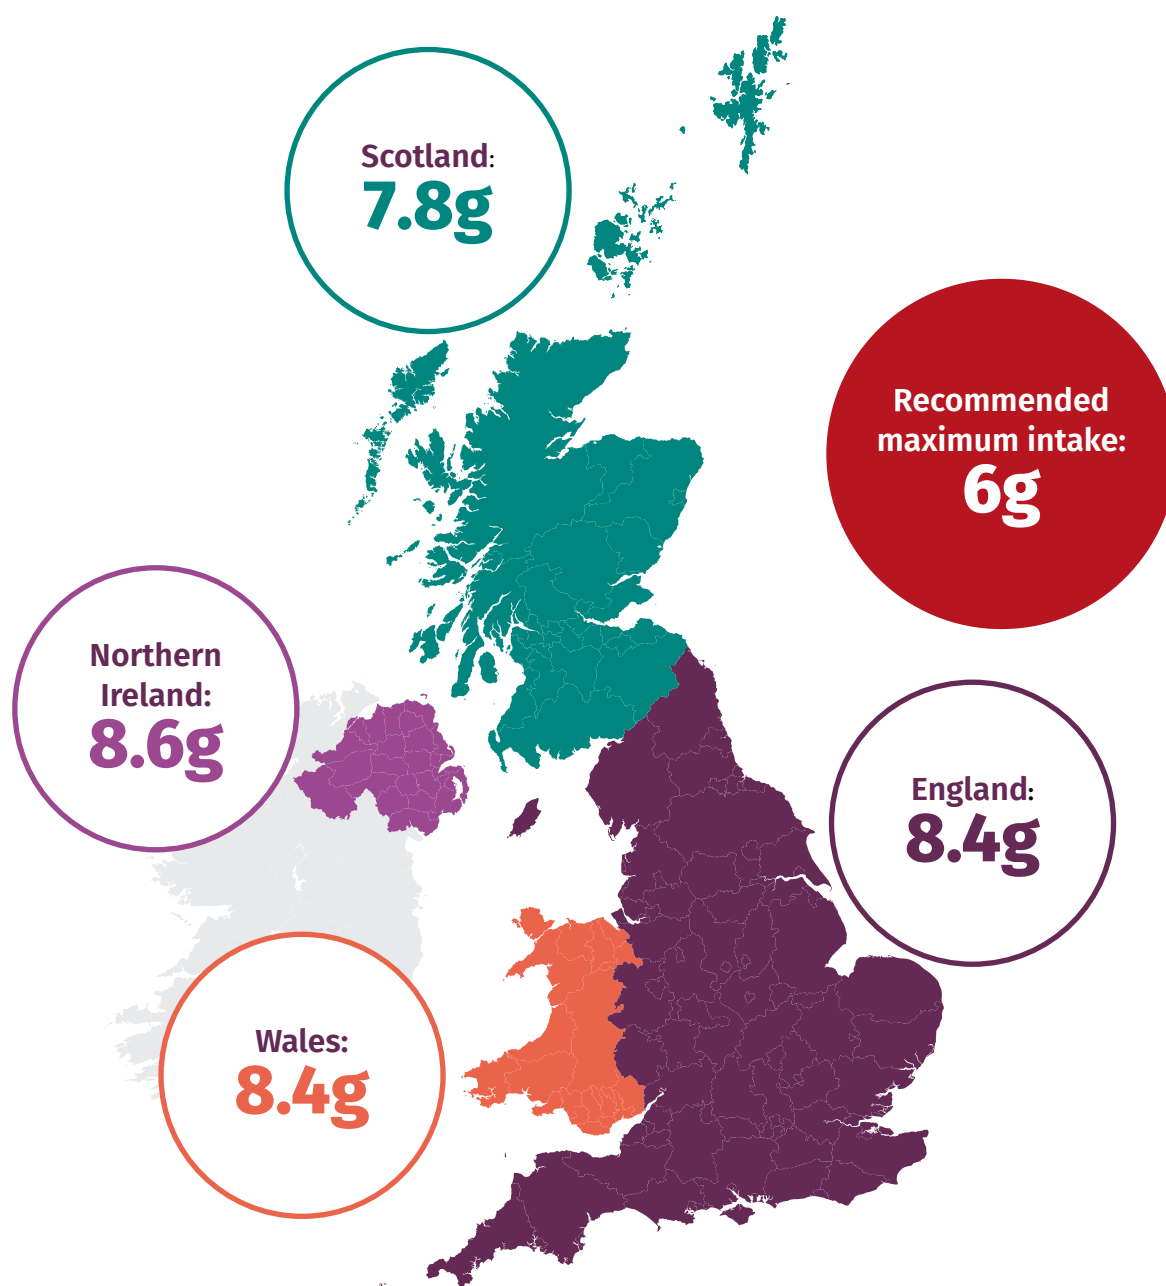 Scotland:
7.8g
Recommended
maximum intake:
6g
Northern
Ireland:
8.6g
England:
8.4g
Wales:
8.4g